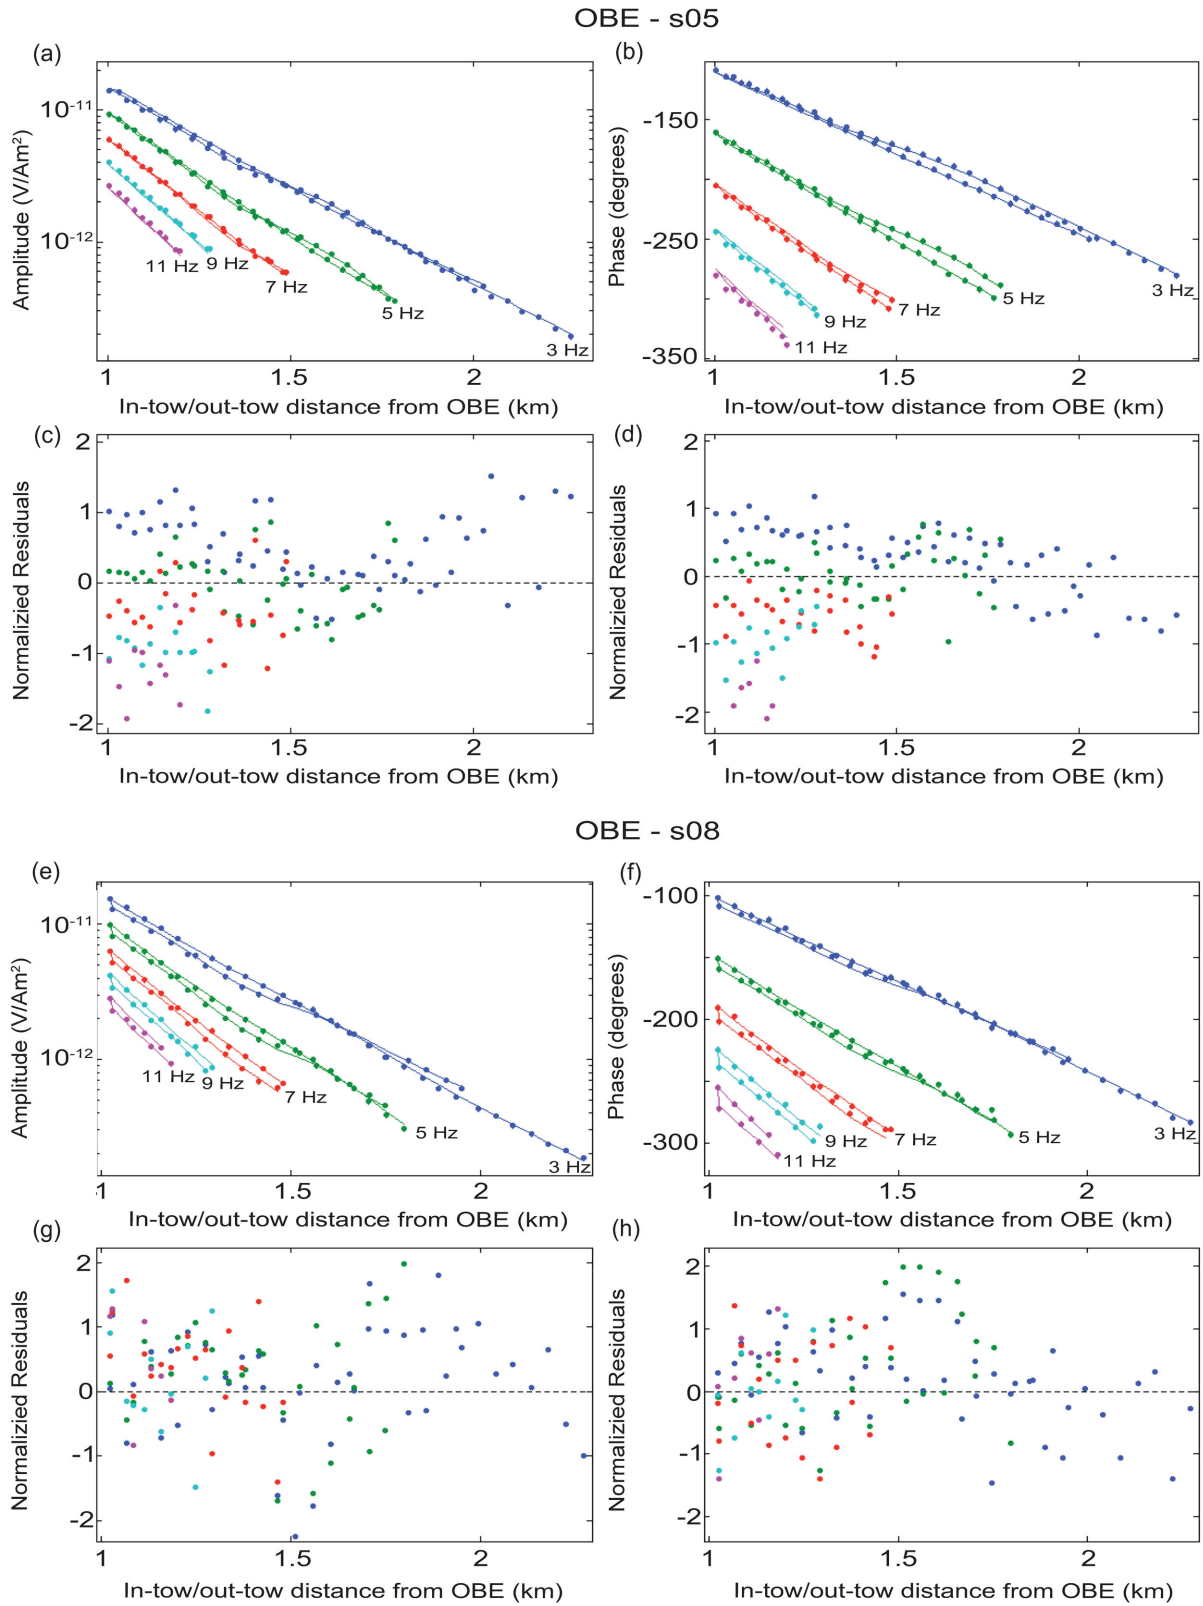 OBE - s05
(a)
Amplitude (V/Am²)
10⁻¹¹
10⁻¹²
11 Hz
9 Hz
7 Hz
5 Hz
3 Hz
1
1.5
2
In-tow/out-tow distance from OBE (km)
(b)
Phase (degrees)
-150
-250
-350
11 Hz
9 Hz
7 Hz
5 Hz
3 Hz
1
1.5
2
In-tow/out-tow distance from OBE (km)
(c)
Normalizied Residuals
2
1
0
-1
-2
1
1.5
2
In-tow/out-tow distance from OBE (km)
(d)
Normalizied Residuals
2
1
0
-1
-2
1
1.5
2
In-tow/out-tow distance from OBE (km)
OBE - s08
(e)
Amplitude (V/Am²)
10⁻¹¹
10⁻¹²
11 Hz
9 Hz
7 Hz
5 Hz
3 Hz
1
1.5
2
In-tow/out-tow distance from OBE (km)
(f)
Phase (degrees)
-100
-200
-300
11 Hz
9 Hz
7 Hz
5 Hz
3 Hz
1
1.5
2
In-tow/out-tow distance from OBE (km)
(g)
Normalizied Residuals
2
1
0
-1
-2
1
1.5
2
In-tow/out-tow distance from OBE (km)
(h)
Normalizied Residuals
2
1
0
-1
-2
1
1.5
2
In-tow/out-tow distance from OBE (km)